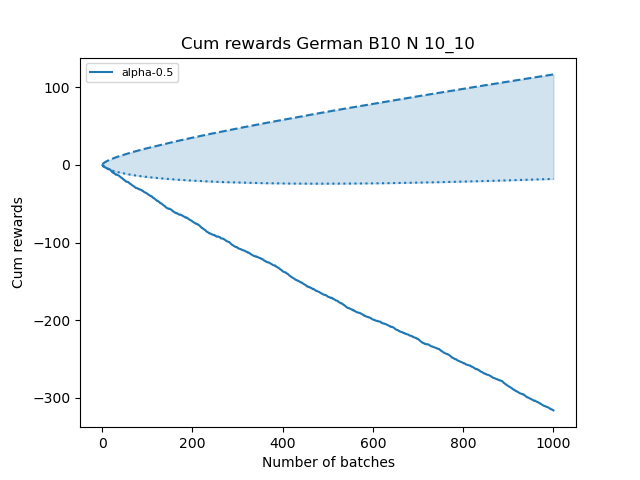 Cum rewards German B10 N 10_10
alpha-0.5
100
0
−100
−200
−300
Cum rewards
0
200
400
600
800
1000
Number of batches